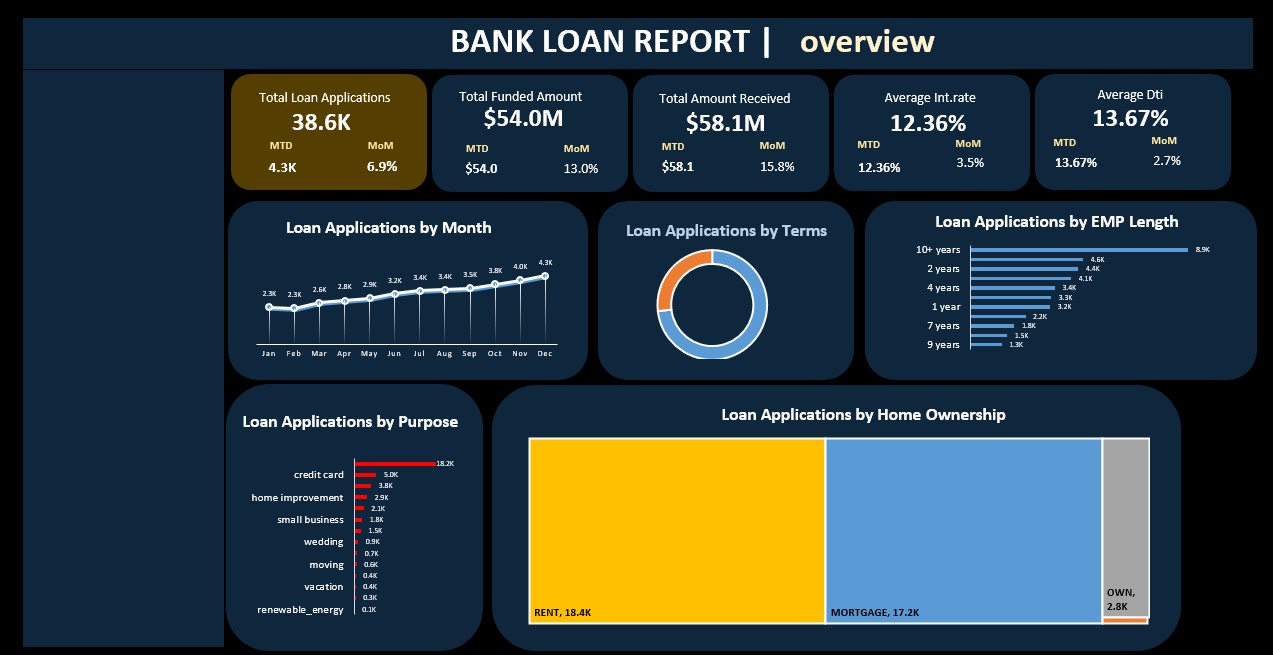 BANK LOAN REPORT | overview
Total Loan Applications
38.6K
MTD MoM
4.3K 6.9%
Total Funded Amount
$54.0M
MTD MoM
$54.0 13.0%
Total Amount Received
$58.1M
MTD MoM
$58.1 15.8%
Average Int.rate
12.36%
MTD MoM
12.36% 3.5%
Average Dti
13.67%
MTD MoM
13.67% 2.7%
Loan Applications by Month
2.3K 2.3K 2.6K 2.8K 2.9K 3.2K 3.4K 3.4K 3.5K 3.8K 4.0K 4.3K
Jan Feb Mar Apr May Jun Jul Aug Sep Oct Nov Dec
Loan Applications by Terms
Loan Applications by EMP Length
10+ years 8.9K
4.6K
2 years 4.4K
4.1K
4 years 3.4K
3.3K
1 year 3.2K
2.2K
7 years 1.8K
1.5K
9 years 1.3K
Loan Applications by Purpose
18.2K
credit card 5.0K
3.8K
home improvement 2.9K
2.1K
small business 1.8K
1.5K
wedding 0.9K
0.7K
moving 0.6K
0.4K
vacation 0.4K
0.3K
renewable_energy 0.1K
Loan Applications by Home Ownership
RENT, 18.4K
MORTGAGE, 17.2K
OWN,
2.8K